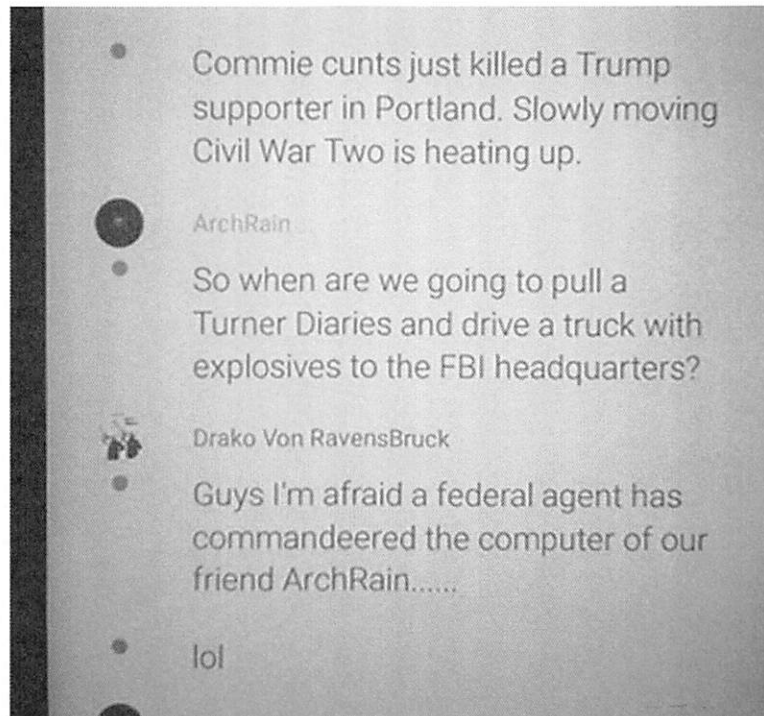 Commie cunts just killed a Trump
supporter in Portland. Slowly moving
Civil War Two is heating up.
ArchRain
So when are we going to pull a
Turner Diaries and drive a truck with
explosives to the FBI headquarters?
Drako Von RavensBruck
Guys I'm afraid a federal agent has
commandeered the computer of our
friend ArchRain......
lol